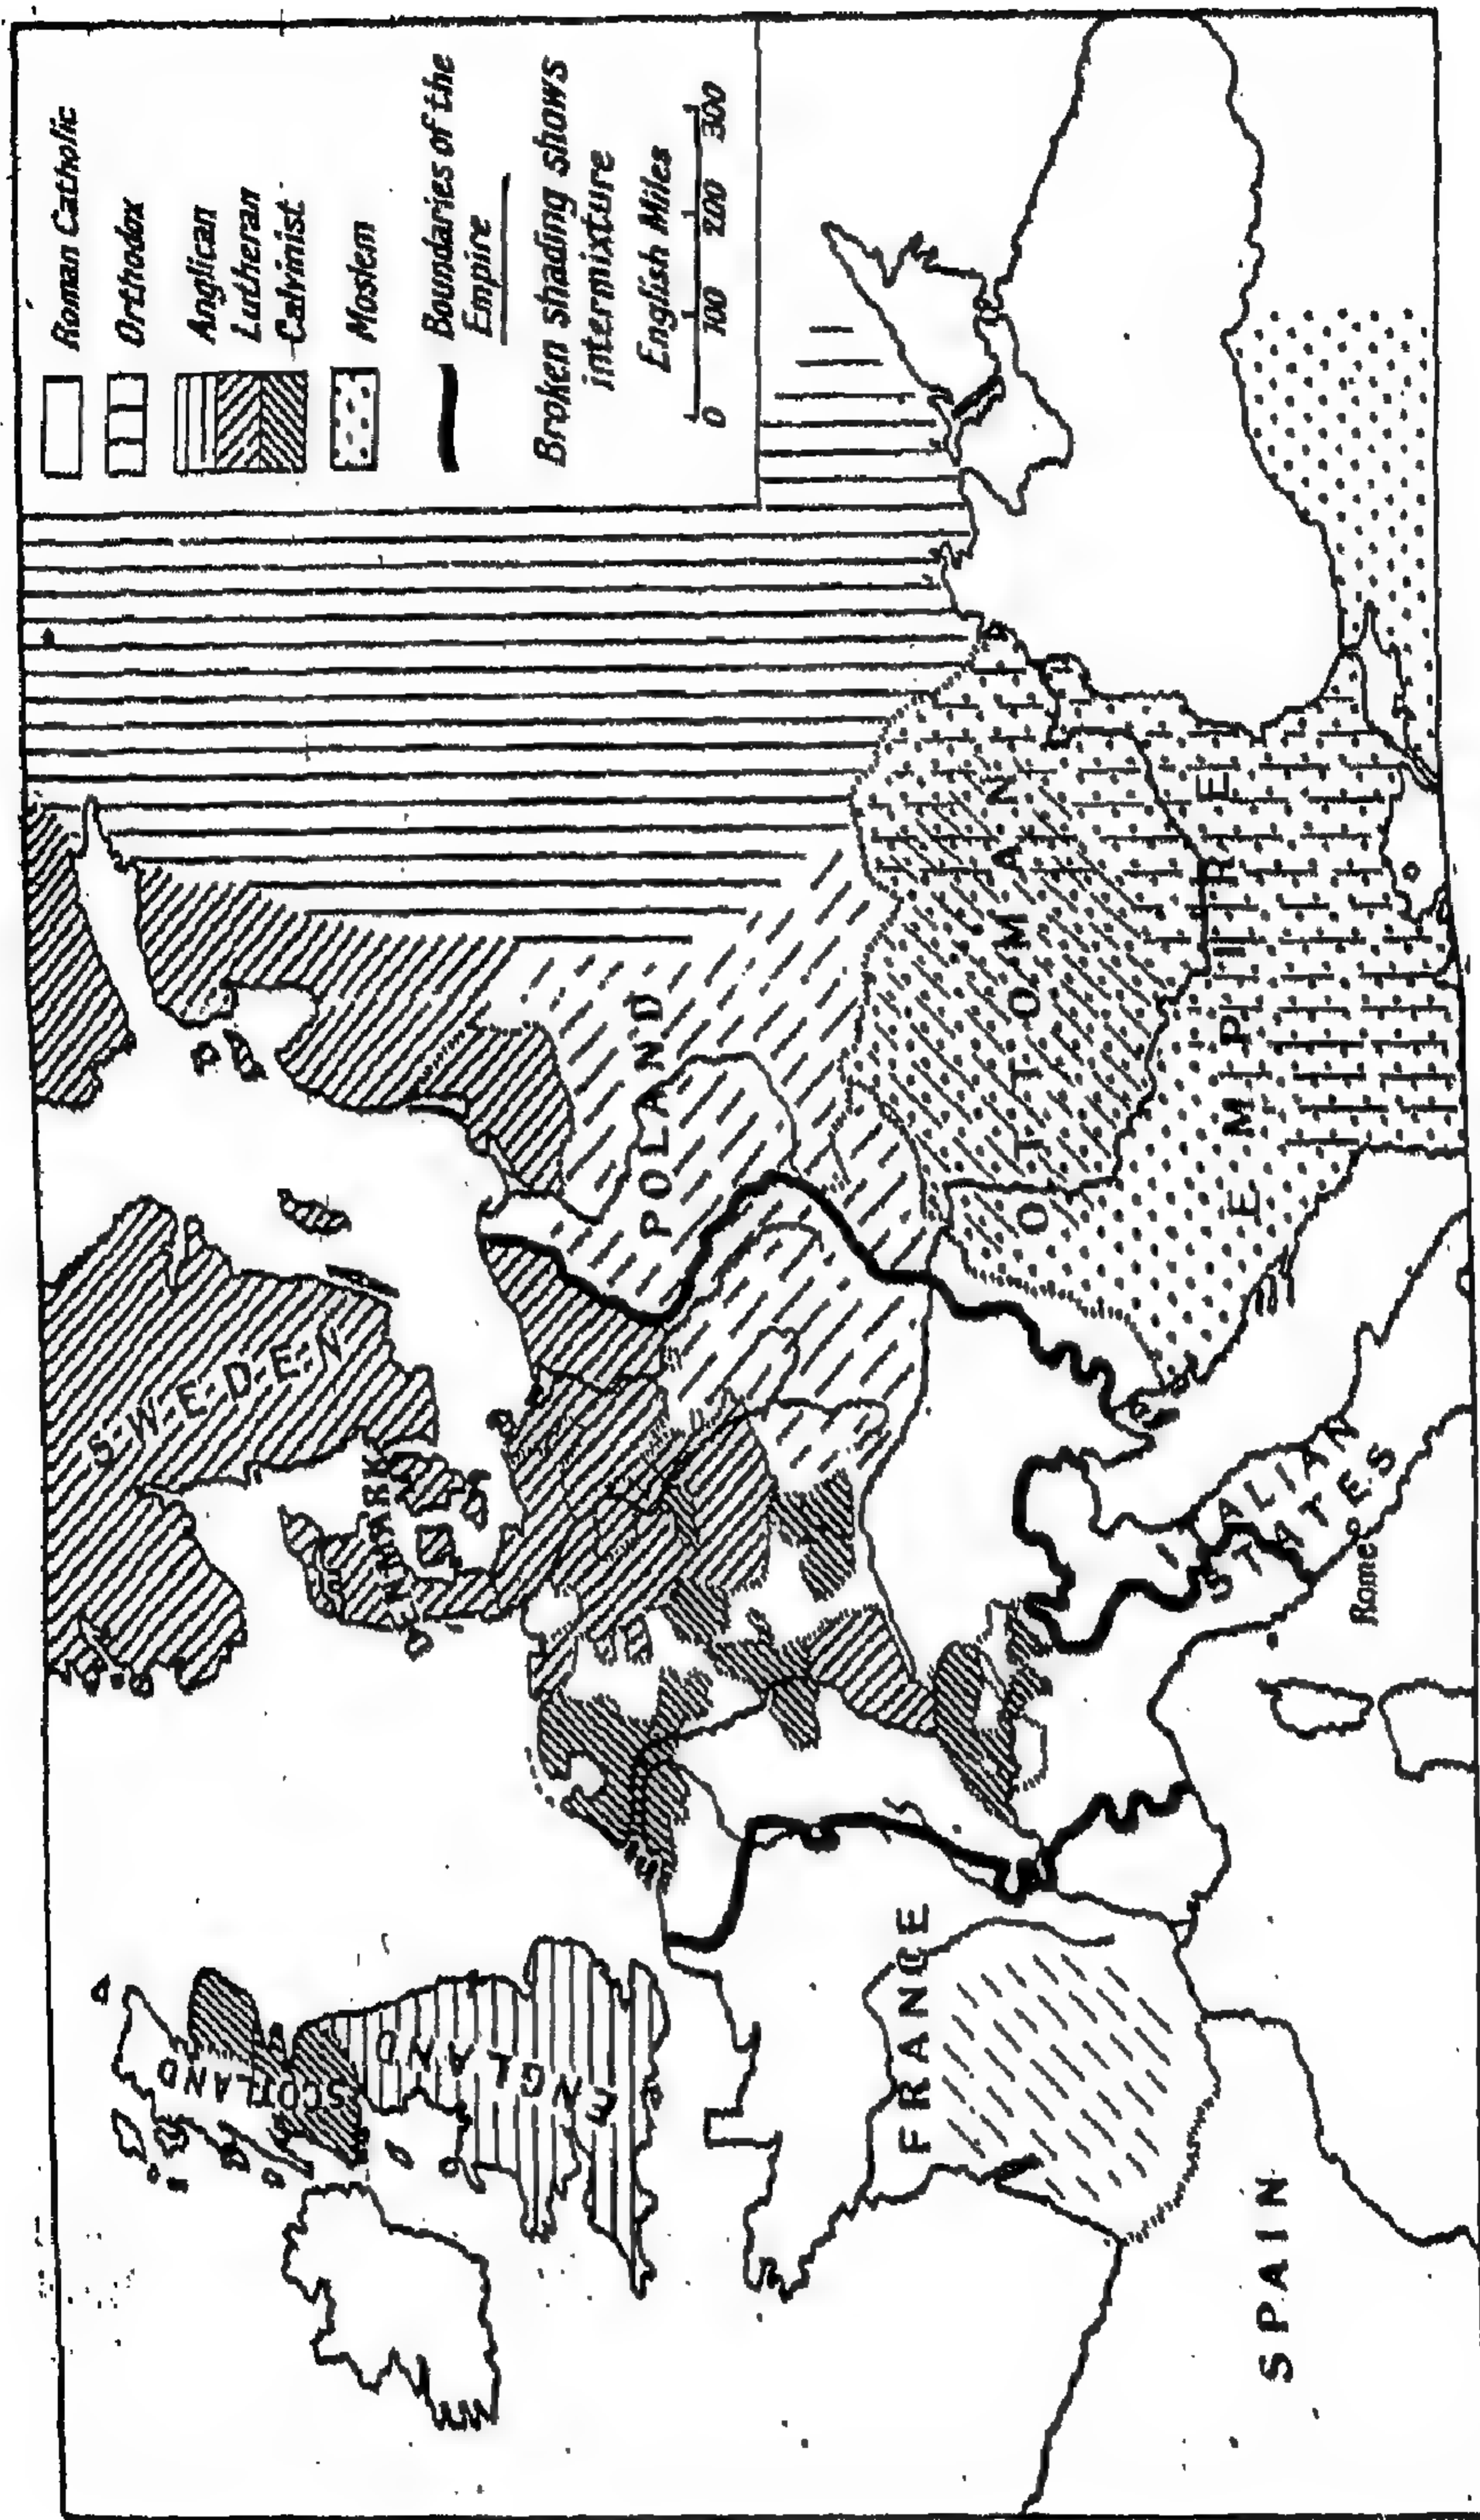 Roman Catholic
Orthodox
Anglican
Lutheran
Calvinist
Moslem
Boundaries of the
Empire
Broken shading shows
intermixture
English Miles
0 100 200 300
SWEDEN
DENMARK
SCOTLAND
ENGLAND
POLAND
FRANCE
OTTOMAN
EMPIRE
ITALIAN
STATES
Rome
SPAIN